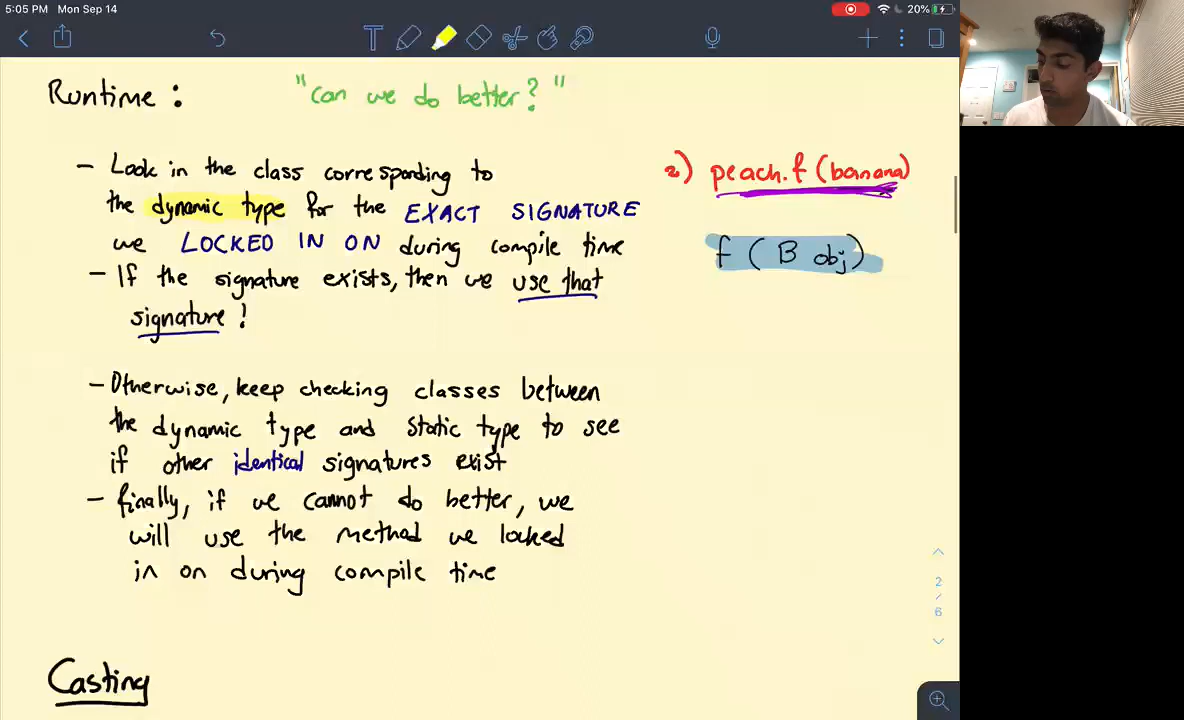 5:05 PM Mon Sep 14
20%
Runtime :
"can we do better?"
- Look in the class corresponding to
the dynamic type for the EXACT SIGNATURE
we LOCKED IN ON during compile time
- If the signature exists, then we use that
signature!
- Otherwise, keep checking classes between
the dynamic type and static type to see
if other identical signatures exist
- finally, if we cannot do better, we
will use the method we locked
in on during compile time
2) peach.f (banana)
f ( B obj)
Casting
2
/
6